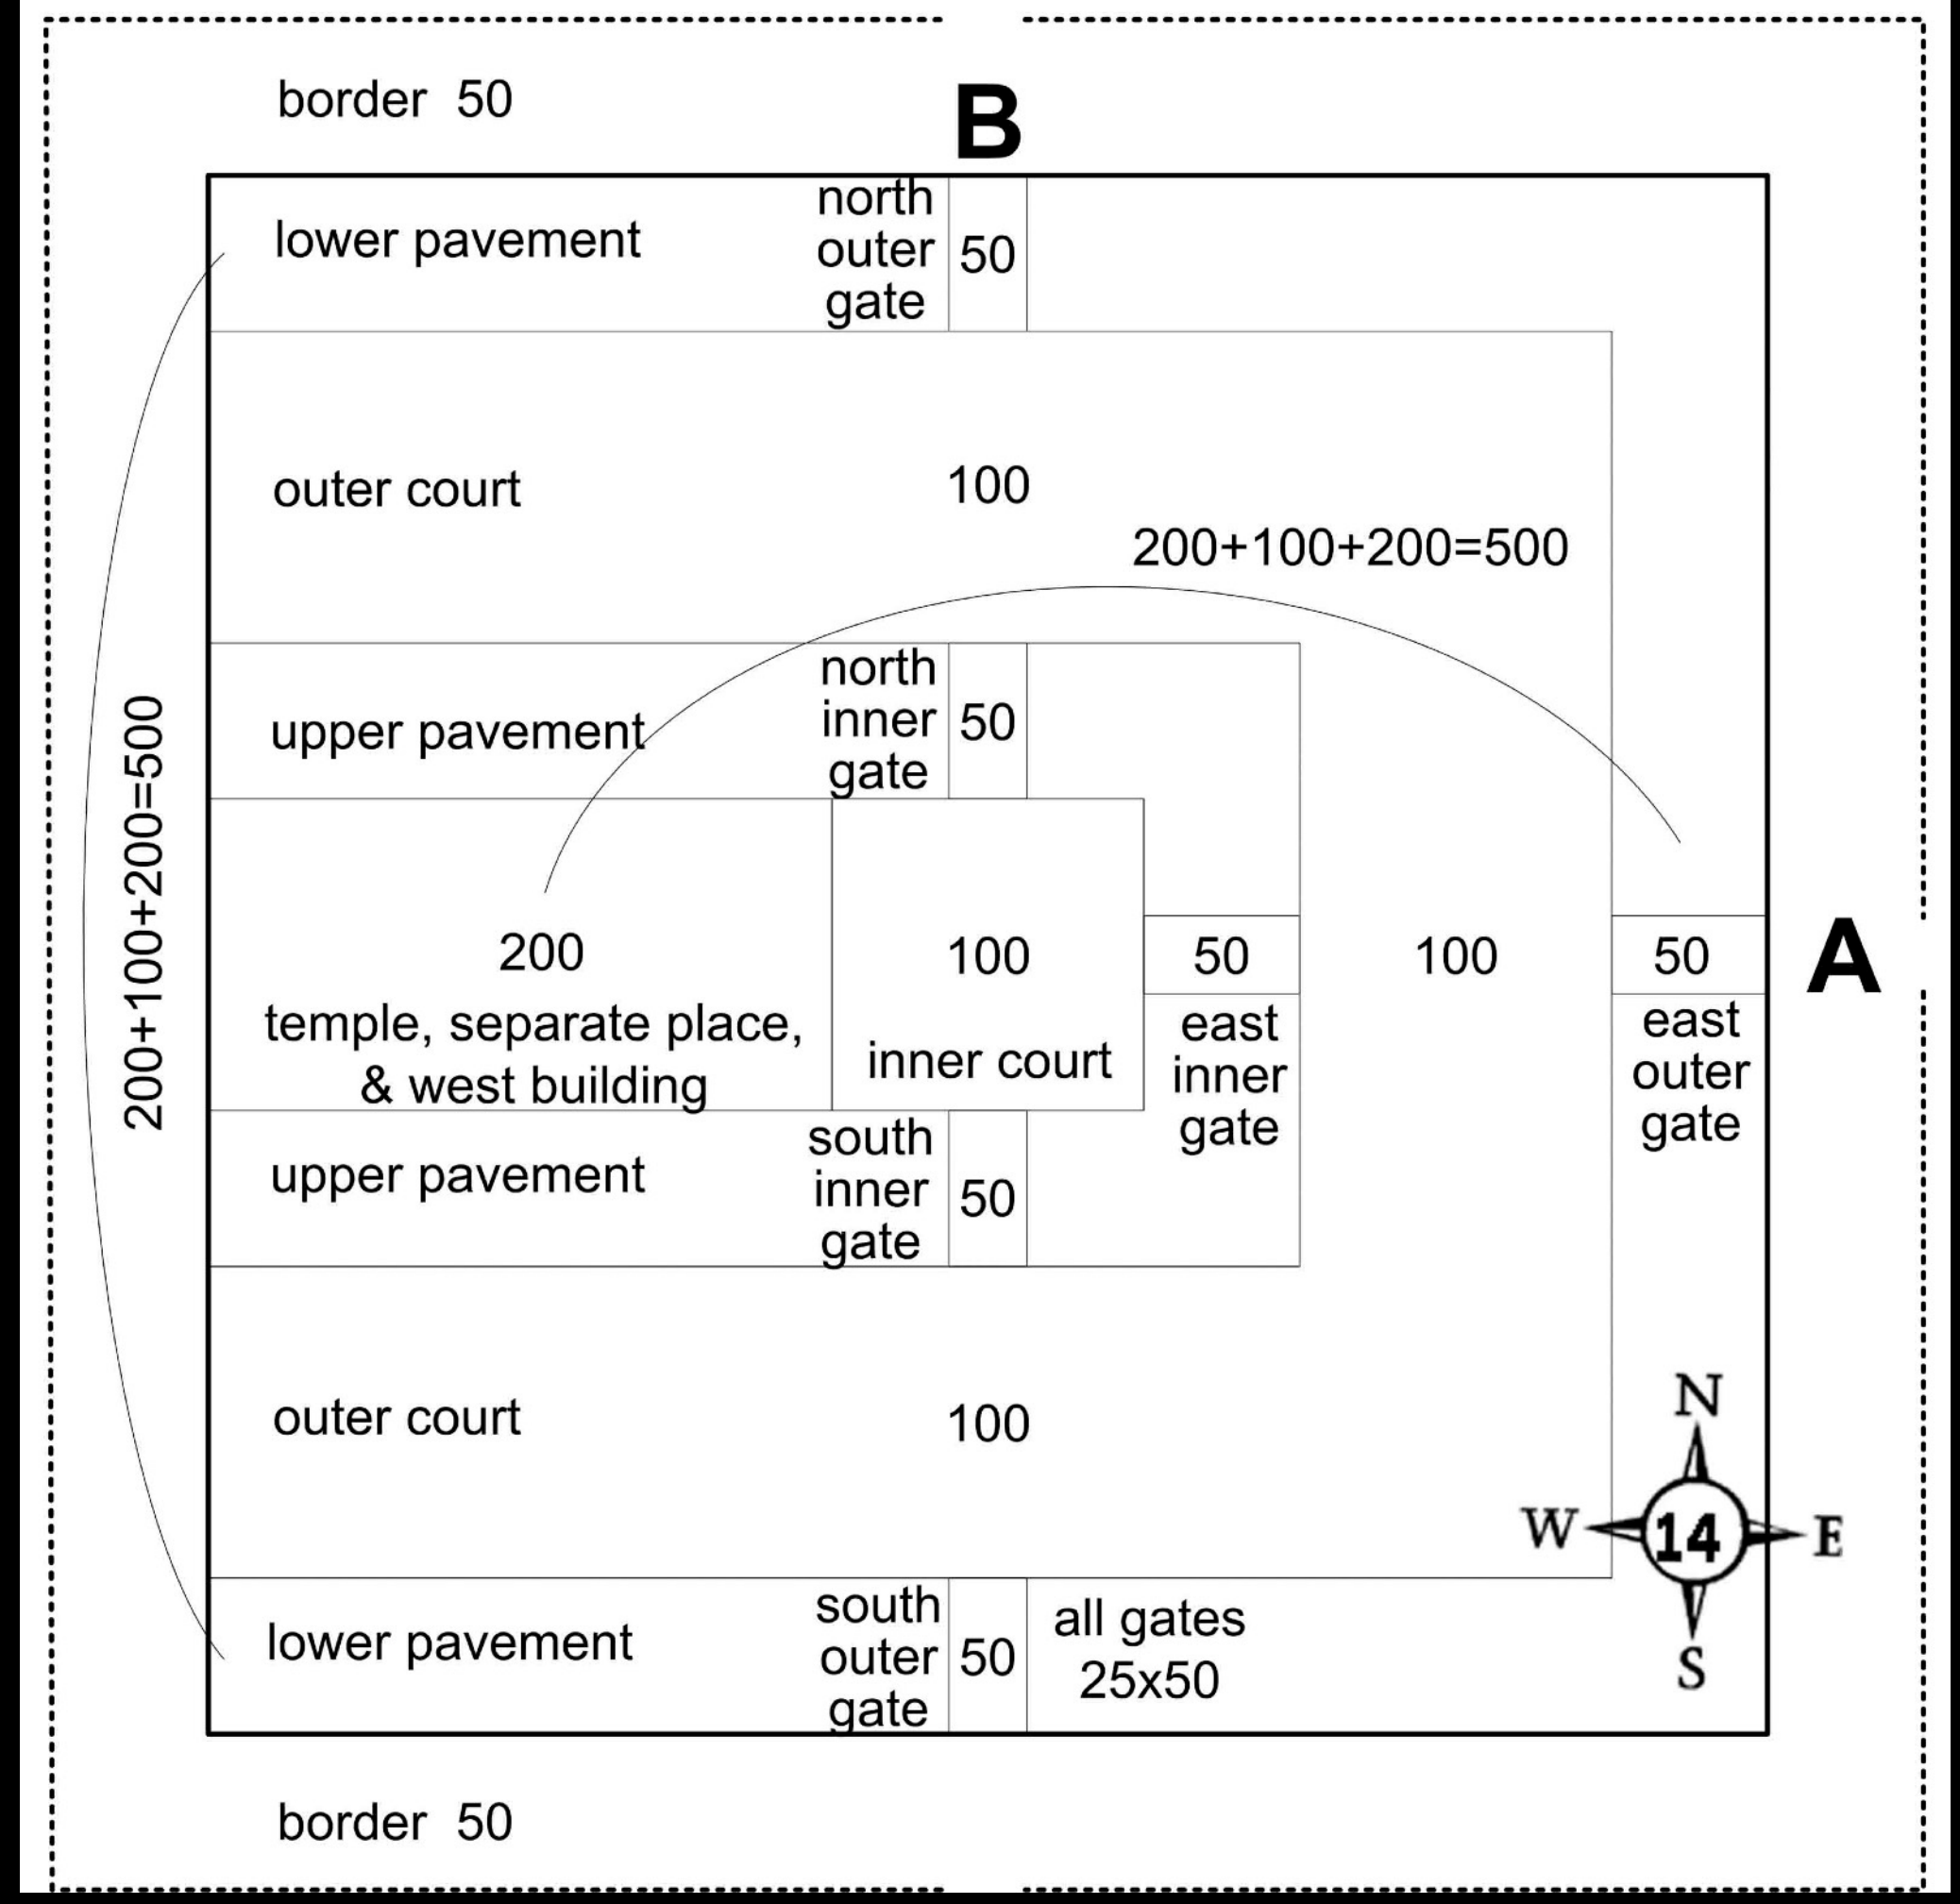 border 50
B
lower pavement
north
outer
gate
50
outer court
100
200+100+200=500
200+100+200=500
upper pavement
north
inner
gate
50
200
temple, separate place,
& west building
100
inner court
50
east
inner
gate
100
50
east
outer
gate
A
upper pavement
south
inner
gate
50
outer court
100
N
W
14
E
S
lower pavement
south
outer
gate
50
all gates
25x50
border 50